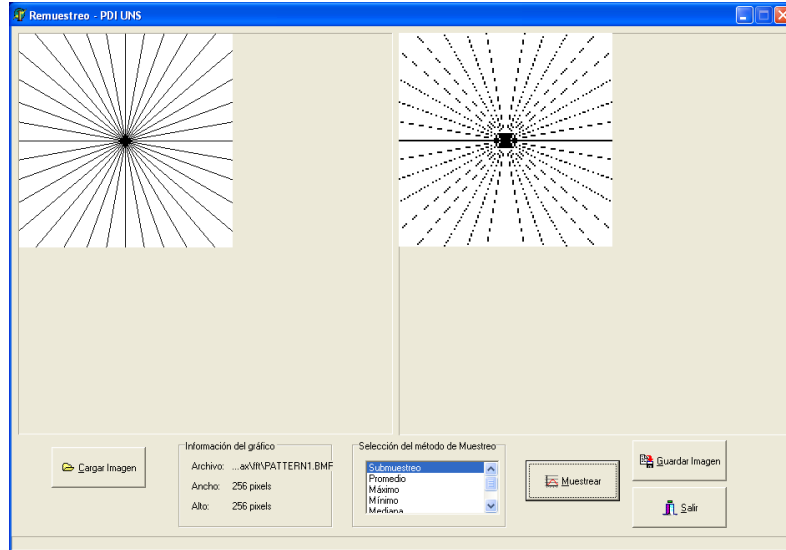 Remuestreo - PDI UNS
Cargar Imagen
Información del gráfico
Archivo: ...ax\fft\PATTERN1.BMP
Ancho: 256 pixels
Alto: 256 pixels
Selección del método de Muestreo
Submuestreo
Promedio
Máximo
Mínimo
Mediana
Muestrear
Guardar Imagen
Salir